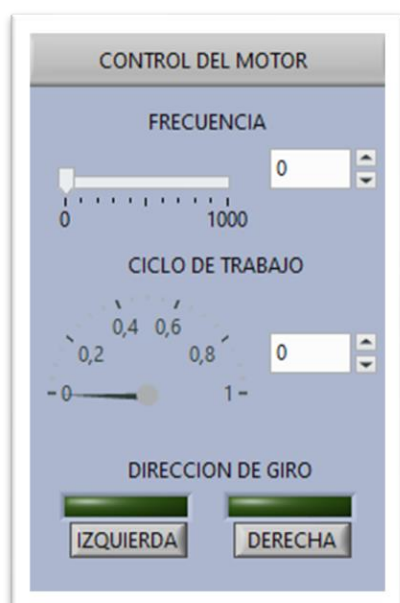 CONTROL DEL MOTOR
FRECUENCIA
0
0 1000
CICLO DE TRABAJO
0,4 0,6
0,2 0,8
0
0 1
DIRECCION DE GIRO
IZQUIERDA DERECHA